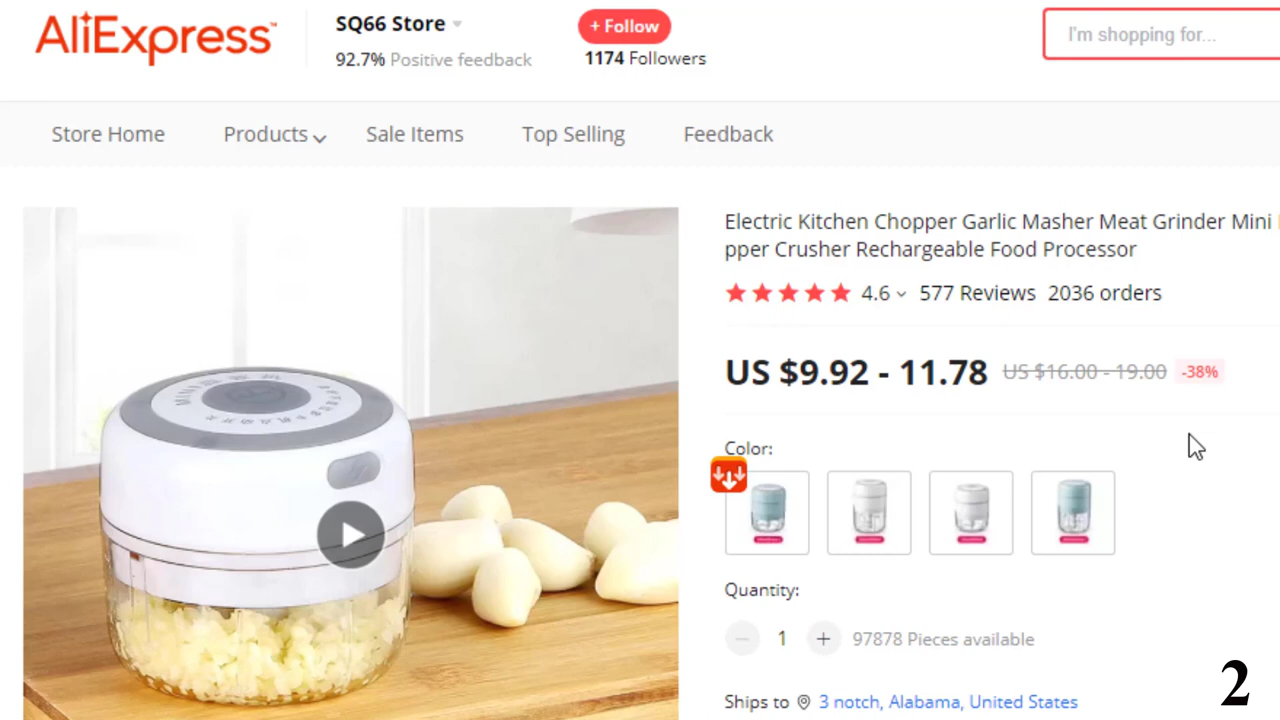 AliExpress™
SQ66 Store
+ Follow
92.7% Positive feedback
1174 Followers
I'm shopping for...
Store Home
Products
Sale Items
Top Selling
Feedback
Electric Kitchen Chopper Garlic Masher Meat Grinder Mini
pper Crusher Rechargeable Food Processor
4.6
577 Reviews
2036 orders
US $9.92 - 11.78
US $16.00 - 19.00
-38%
Color:
Quantity:
1
+
97878 Pieces available
Ships to
3 notch, Alabama, United States
2